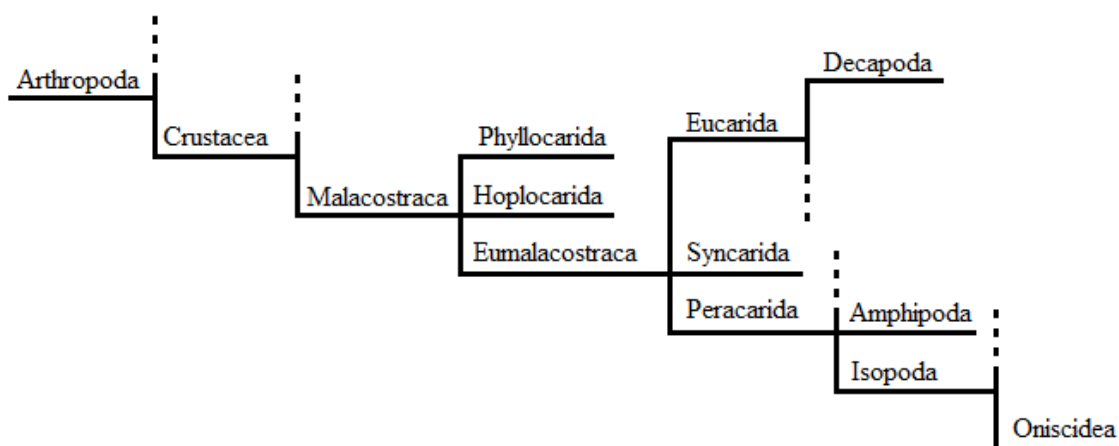 Decapoda
Arthropoda
Eucarida
Crustacea
Phyllocarida
Malacostraca
Hoplocarida
Eumalacostraca
Syncarida
Peracarida
Amphipoda
Isopoda
Oniscidea